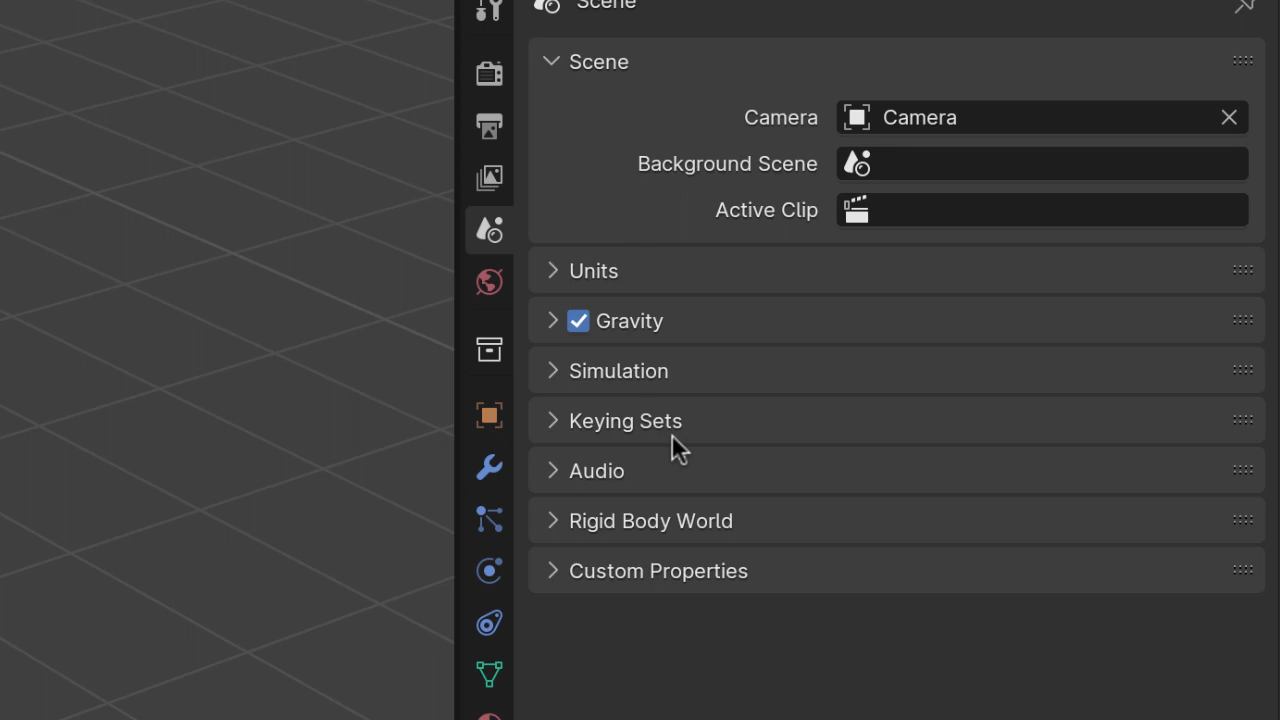 Scene
Scene
Camera Camera
Background Scene
Active Clip
Units
Gravity
Simulation
Keying Sets
Audio
Rigid Body World
Custom Properties